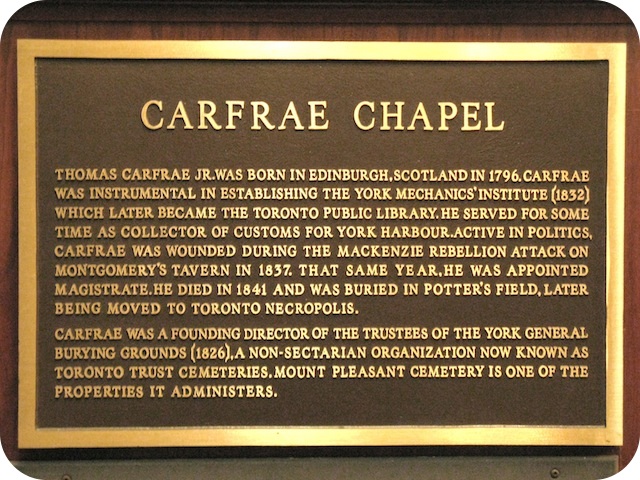 CARFRAE CHAPEL
THOMAS CARFRAE JR.WAS BORN IN EDINBURGH,SCOTLAND IN 1796.CARFRAE
WAS INSTRUMENTAL IN ESTABLISHING THE YORK MECHANICS' INSTITUTE (1832)
WHICH LATER BECAME THE TORONTO PUBLIC LIBRARY.HE SERVED FOR SOME
TIME AS COLLECTOR OF CUSTOMS FOR YORK HARBOUR.ACTIVE IN POLITICS,
CARFRAE WAS WOUNDED DURING THE MACKENZIE REBELLION ATTACK ON
MONTGOMERY'S TAVERN IN 1837. THAT SAME YEAR,HE WAS APPOINTED
MAGISTRATE.HE DIED IN 1841 AND WAS BURIED IN POTTER'S FIELD, LATER
BEING MOVED TO TORONTO NECROPOLIS.
CARFRAE WAS A FOUNDING DIRECTOR OF THE TRUSTEES OF THE YORK GENERAL
BURYING GROUNDS (1826),A NON-SECTARIAN ORGANIZATION NOW KNOWN AS
TORONTO TRUST CEMETERIES.MOUNT PLEASANT CEMETERY IS ONE OF THE
PROPERTIES IT ADMINISTERS.